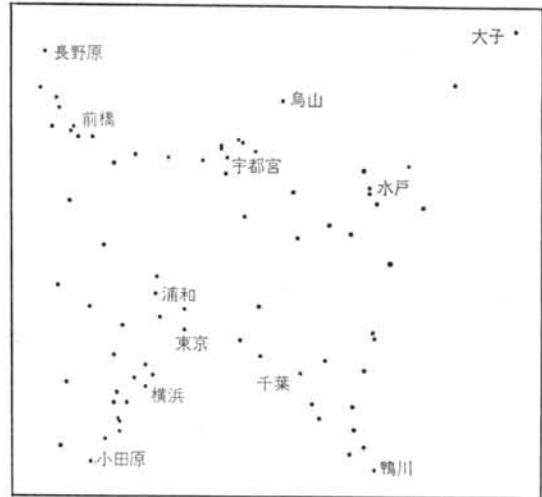 大子
長野原
烏山
前橋
宇都宮
水戸
浦和
東京
千葉
横浜
小田原
鴨川